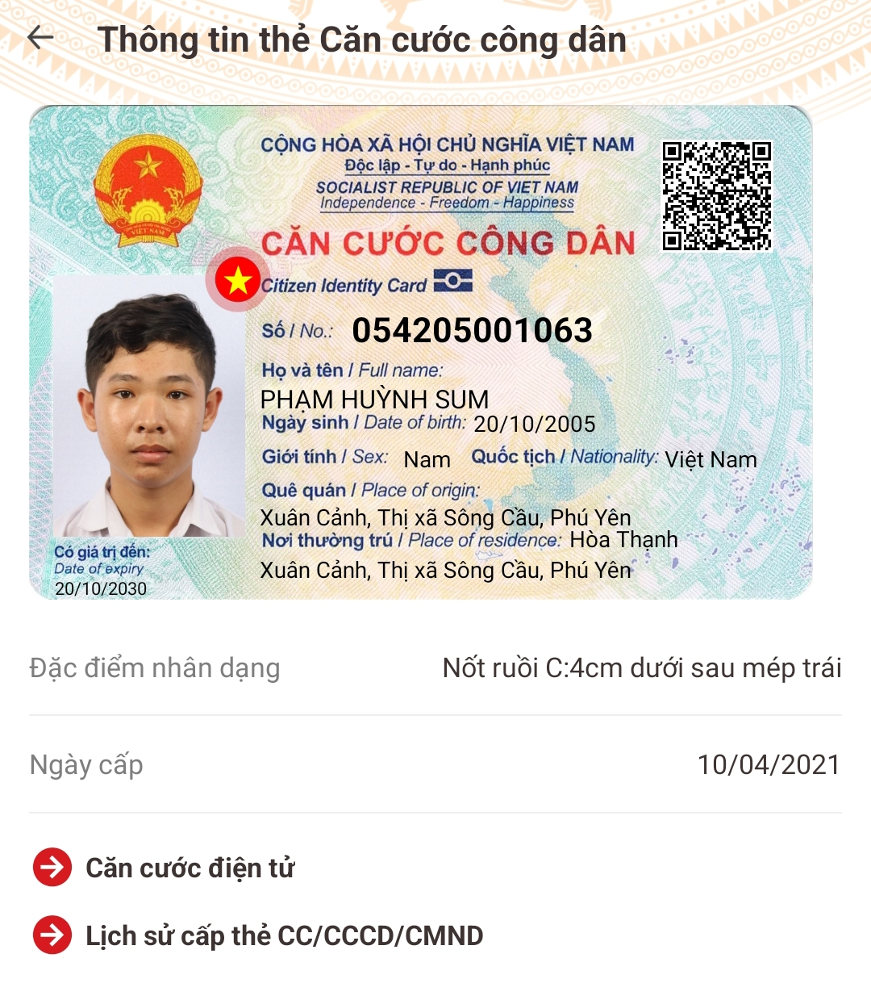 Thông tin thẻ Căn cước công dân
CỘNG HÒA XÃ HỘI CHỦ NGHĨA VIỆT NAM
Độc lập - Tự do - Hạnh phúc
SOCIALIST REPUBLIC OF VIET NAM
Independence - Freedom - Happiness
CĂN CƯỚC CÔNG DÂN
Citizen Identity Card
Số / No.: 054205001063
Họ và tên / Full name:
PHẠM HUỲNH SUM
Ngày sinh / Date of birth: 20/10/2005
Giới tính / Sex: Nam Quốc tịch / Nationality: Việt Nam
Quê quán / Place of origin:
Xuân Cảnh, Thị xã Sông Cầu, Phú Yên
Nơi thường trú / Place of residence: Hòa Thạnh
Xuân Cảnh, Thị xã Sông Cầu, Phú Yên
Có giá trị đến:
Date of expiry
20/10/2030
VIỆT NAM
Đặc điểm nhân dạng Nốt ruồi C:4cm dưới sau mép trái
Ngày cấp 10/04/2021
Căn cước điện tử
Lịch sử cấp thẻ CC/CCCD/CMND